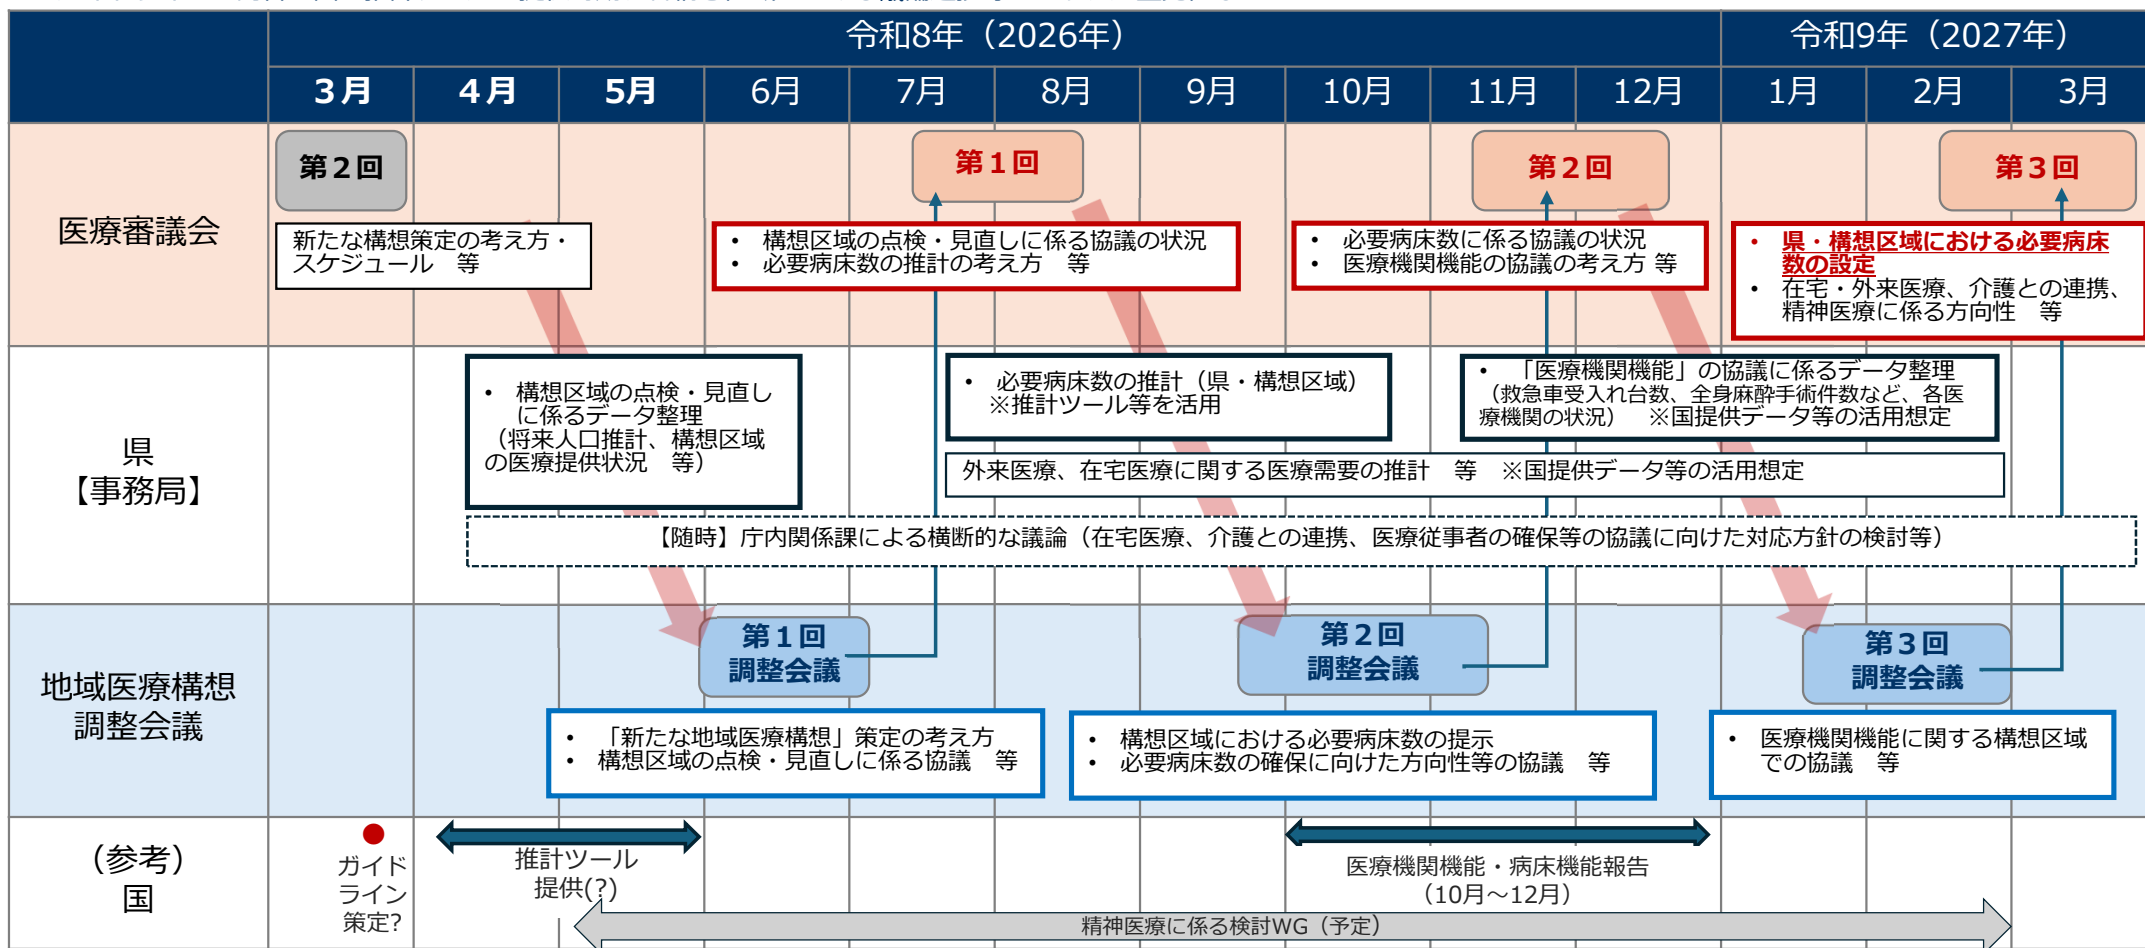 令和8年（2026年）
令和9年（2027年）
3月
4月
5月
6月
7月
8月
9月
10月
11月
12月
1月
2月
3月
医療審議会
第２回
第１回
第２回
第３回
新たな構想策定の考え方・
スケジュール　等
• 構想区域の点検・見直しに係る協議の状況
• 必要病床数の推計の考え方　等
• 必要病床数に係る協議の状況
• 医療機関機能の協議の考え方 等
• 県・構想区域における必要病床
数の設定
• 在宅・外来医療、介護との連携、
精神医療に係る方向性　等
県
【事務局】
• 構想区域の点検・見直し
に係るデータ整理
（将来人口推計、構想区域
の医療提供状況　等）
• 必要病床数の推計（県・構想区域）
※推計ツール等を活用
• 「医療機関機能」の協議に係るデータ整理
（救急車受入れ台数、全身麻酔手術件数など、各医
療機関の状況）　※国提供データ等の活用想定
外来医療、在宅医療に関する医療需要の推計　等　※国提供データ等の活用想定
【随時】庁内関係課による横断的な議論（在宅医療、介護との連携、医療従事者の確保等の協議に向けた対応方針の検討等）
地域医療構想
調整会議
第１回
調整会議
第２回
調整会議
第３回
調整会議
• 「新たな地域医療構想」策定の考え方
• 構想区域の点検・見直しに係る協議　等
• 構想区域における必要病床数の提示
• 必要病床数の確保に向けた方向性等の協議　等
• 医療機関機能に関する構想区域
での協議　等
（参考）
国
ガイド
ライン
策定?
推計ツール
提供(?)
医療機関機能・病床機能報告
（10月～12月）
精神医療に係る検討WG（予定）